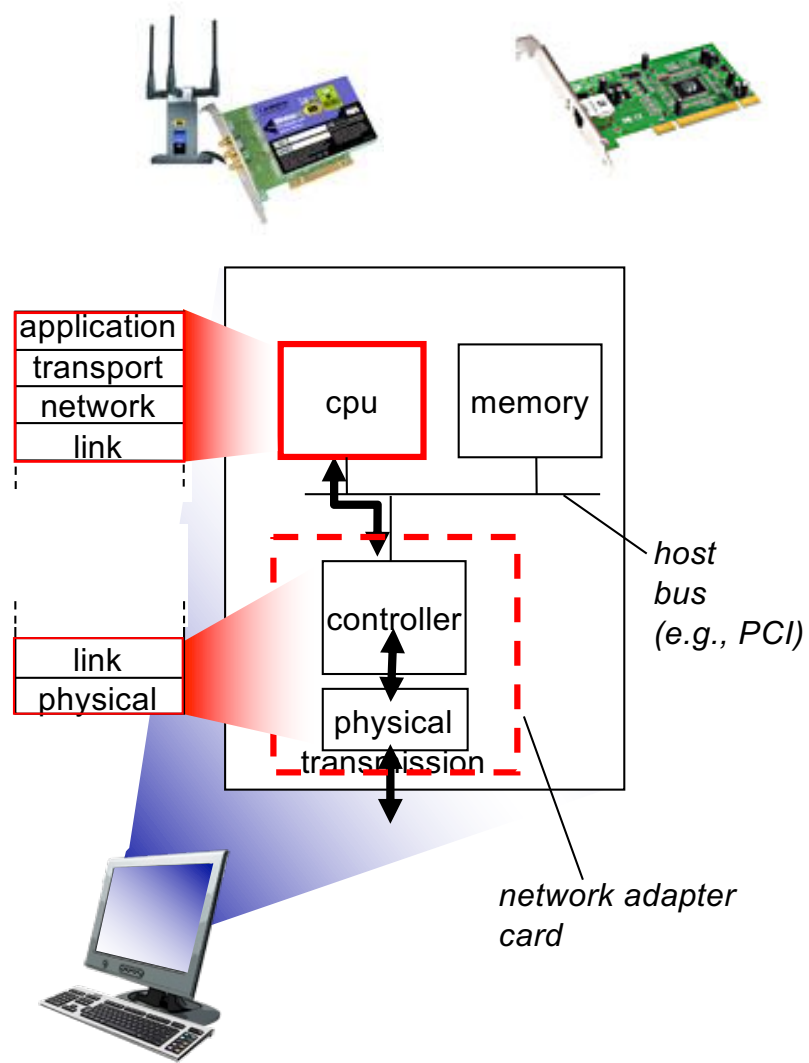 application
transport
network
link
cpu
memory
host
bus
(e.g., PCI)
controller
link
physical
physical
transmission
network adapter
card